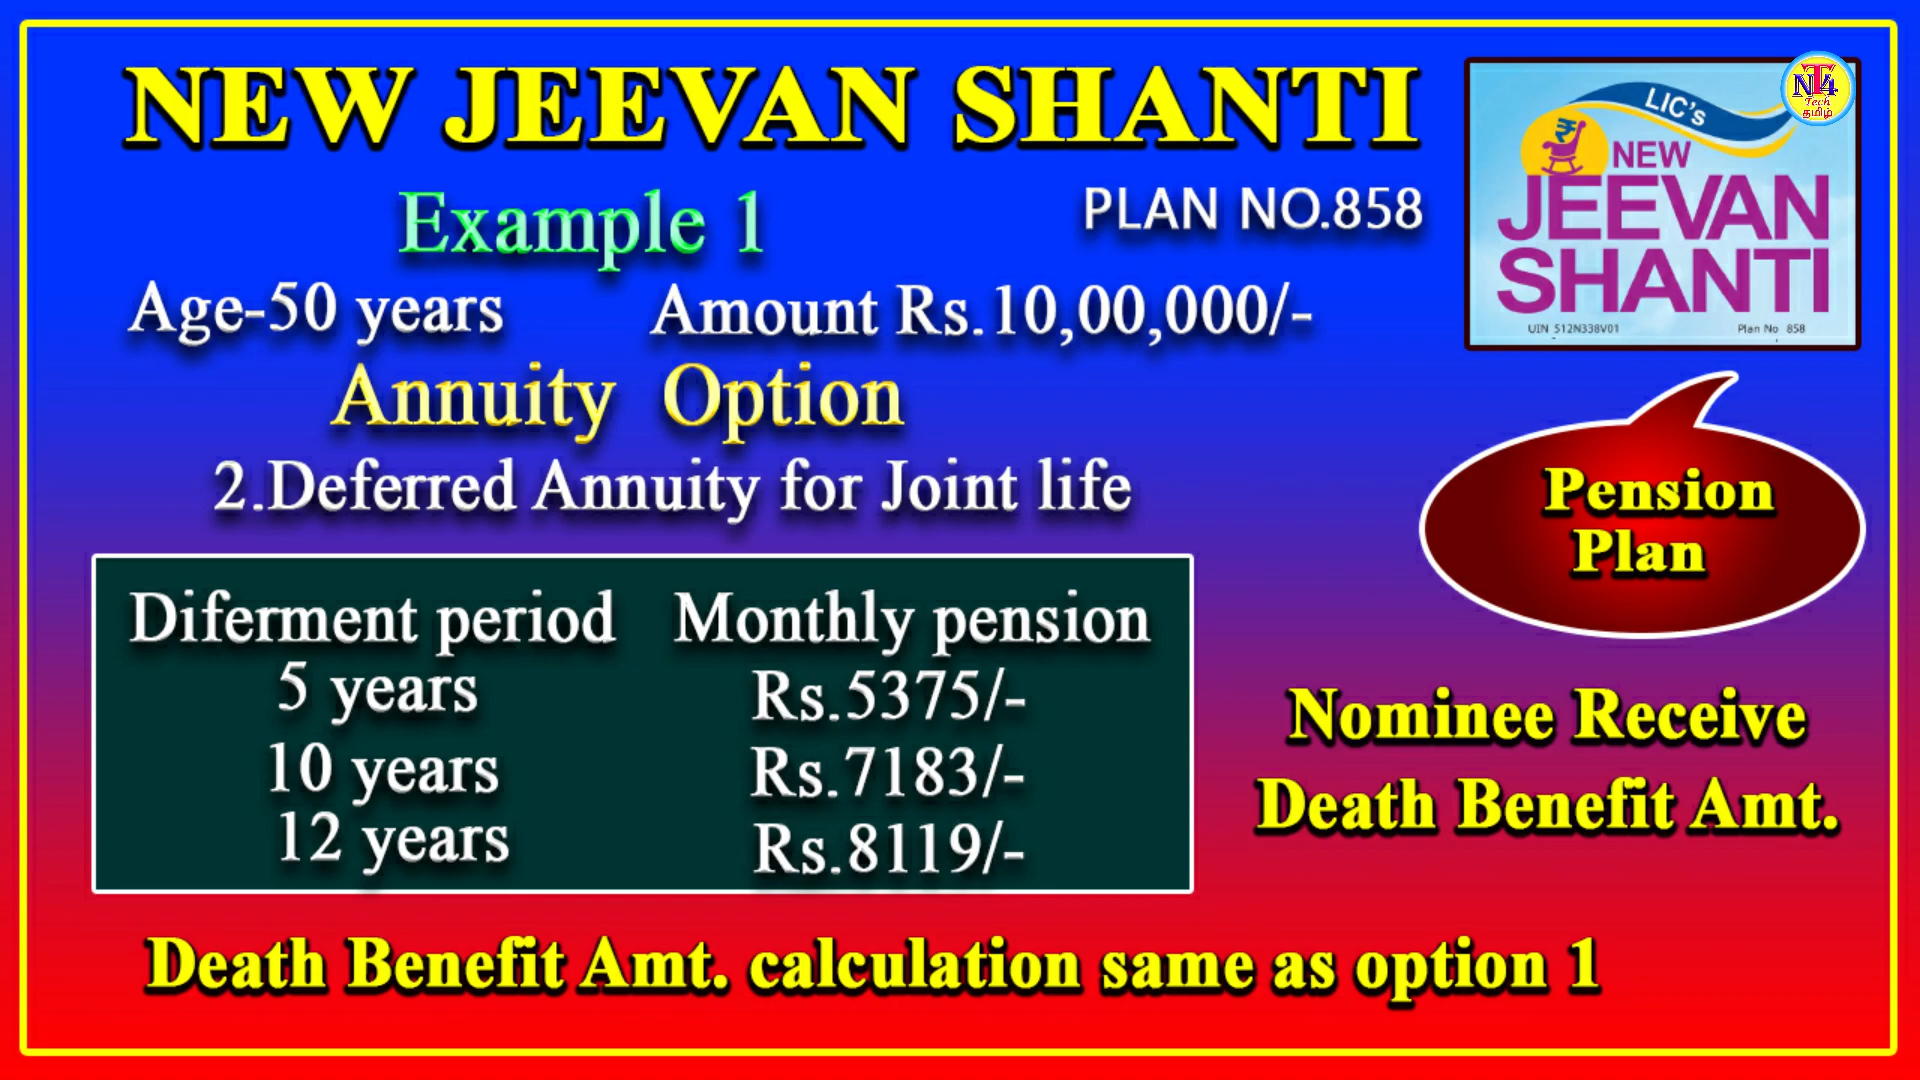 NEW JEEVAN SHANTI
Example 1
PLAN NO.858
Age-50 years Amount Rs.10,00,000/-
Annuity Option
2.Deferred Annuity for Joint life
Diferment period Monthly pension
5 years Rs.5375/-
10 years Rs.7183/-
12 years Rs.8119/-
Death Benefit Amt. calculation same as option 1
LIC's
NEW
JEEVAN
SHANTI
UIN 512N338V01 Plan No 858
NT4
Tech
தமிழ்
Pension
Plan
Nominee Receive
Death Benefit Amt.